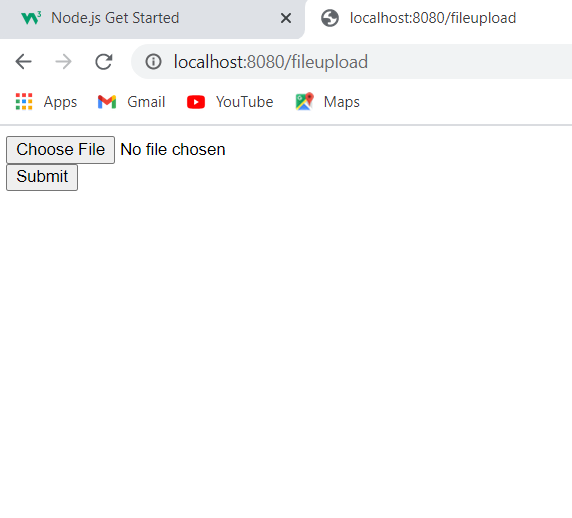 Node.js Get Started
localhost:8080/fileupload
localhost:8080/fileupload
Apps Gmail YouTube Maps
Choose File No file chosen
Submit